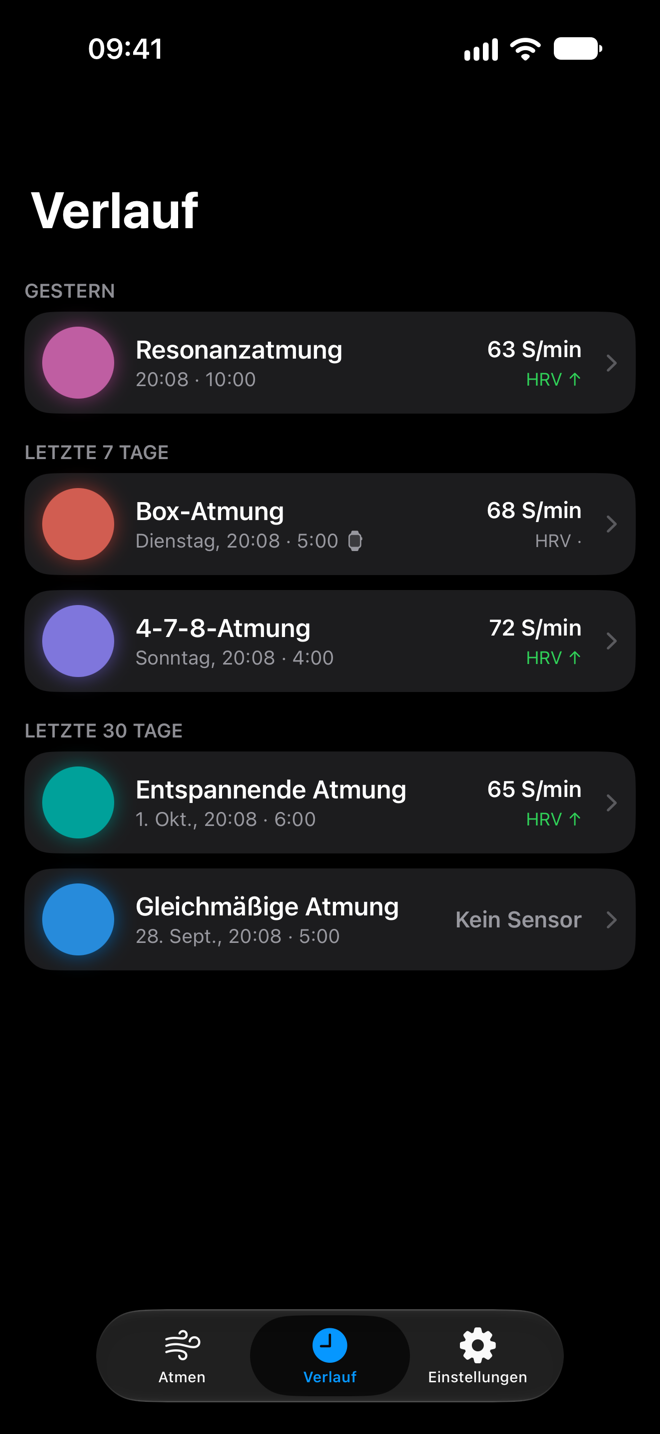 09:41
Verlauf
GESTERN
Resonanzatmung
63 S/min
20:08 · 10:00
HRV ↑
LETZTE 7 TAGE
Box-Atmung
68 S/min
Dienstag, 20:08 · 5:00
HRV ·
4-7-8-Atmung
72 S/min
Sonntag, 20:08 · 4:00
HRV ↑
LETZTE 30 TAGE
Entspannende Atmung
65 S/min
1. Okt., 20:08 · 6:00
HRV ↑
Gleichmäßige Atmung
Kein Sensor
28. Sept., 20:08 · 5:00
Atmen
Verlauf
Einstellungen